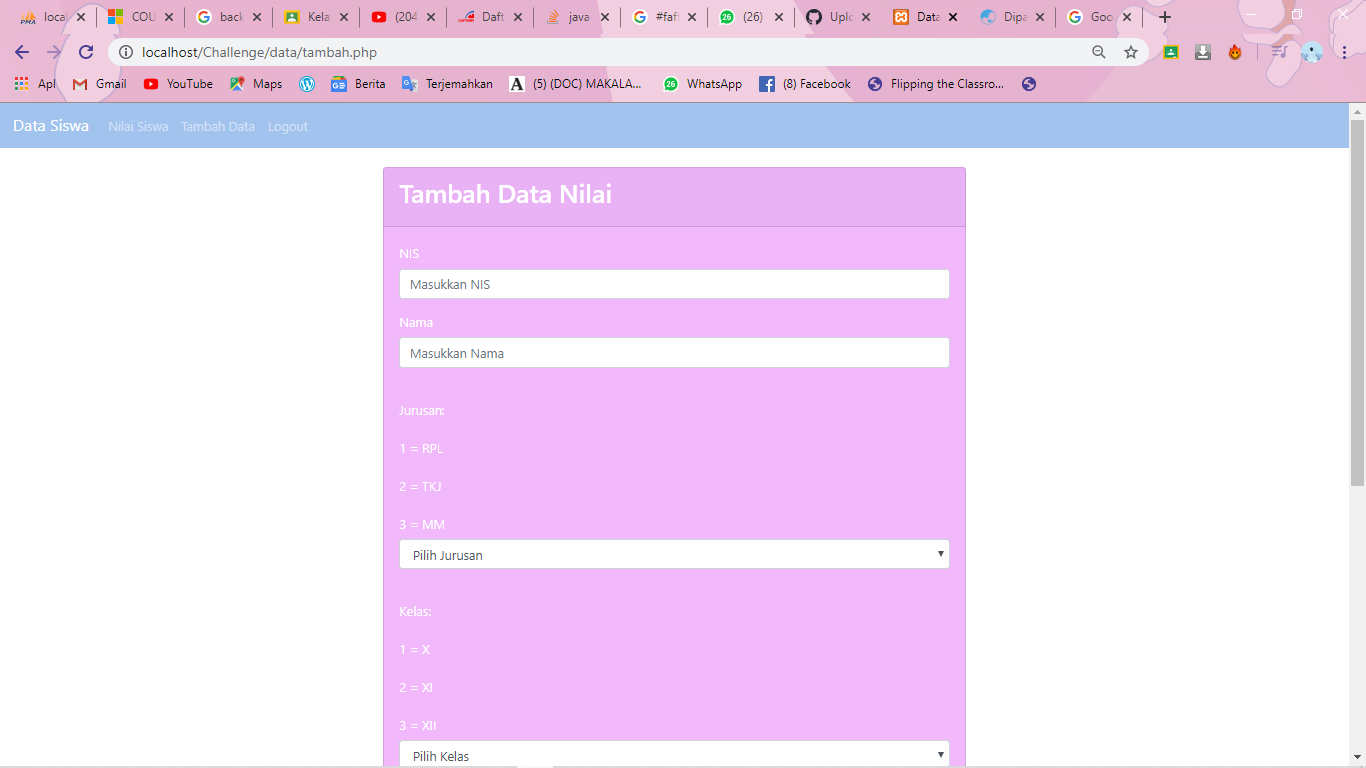 local
COU
back
Kela
(204
Daft
java
#faf
(26)
Uplo
Data
Dipa
Goo
localhost/Challenge/data/tambah.php
Apl
Gmail
YouTube
Maps
Berita
Terjemahkan
(5) (DOC) MAKALA...
WhatsApp
(8) Facebook
Flipping the Classro...
Data Siswa
Nilai Siswa
Tambah Data
Logout
Tambah Data Nilai
NIS
Masukkan NIS
Nama
Masukkan Nama
Jurusan:
1 = RPL
2 = TKJ
3 = MM
Pilih Jurusan
Kelas:
1 = X
2 = XI
3 = XII
Pilih Kelas